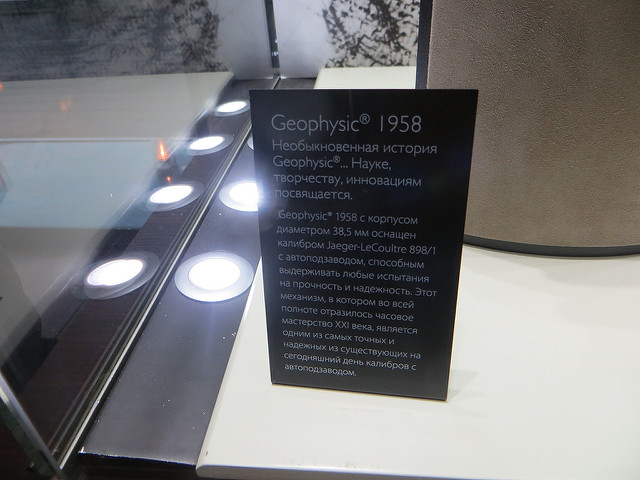 Geophysic® 1958
Необыкновенная история
Geophysic®... Науке,
творчеству, инновациям
посвящается.
Geophysic® 1958 с корпусом
диаметром 38,5 мм оснащен
калибром Jaeger-LeCoultre 898/1
с автоподзаводом, способным
выдерживать любые испытания
на прочность и надежность. Этот
механизм, в котором во всей
полноте отразилось часовое
мастерство XXI века, является
одним из самых точных и
надежных из существующих на
сегодняшний день калибров с
автоподзаводом.